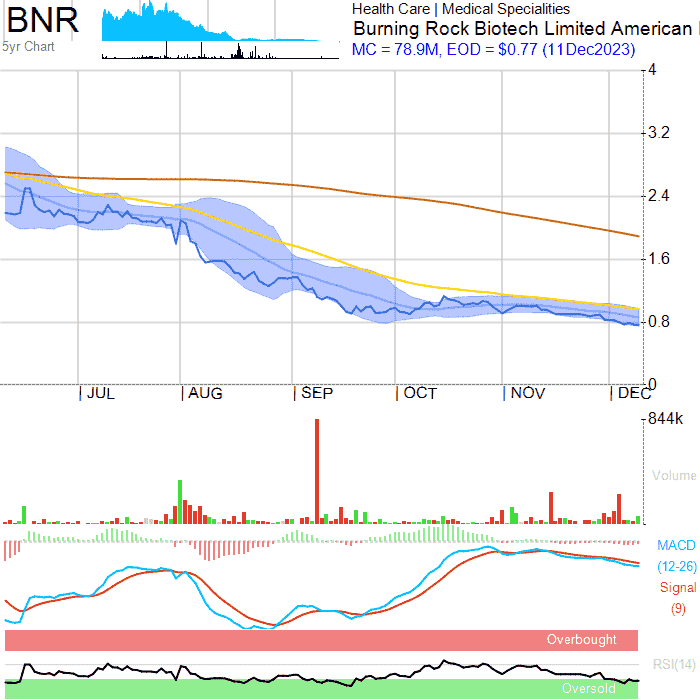 BNR
5yr Chart
Health Care | Medical Specialities
Burning Rock Biotech Limited American
MC = 78.9M, EOD = $0.77 (11Dec2023)
4
3.2
2.4
1.6
0.8
0
JUL
AUG
SEP
OCT
NOV
DEC
844k
Volume
MACD
(12-26)
Signal
(9)
Overbought
RSI(14)
Oversold